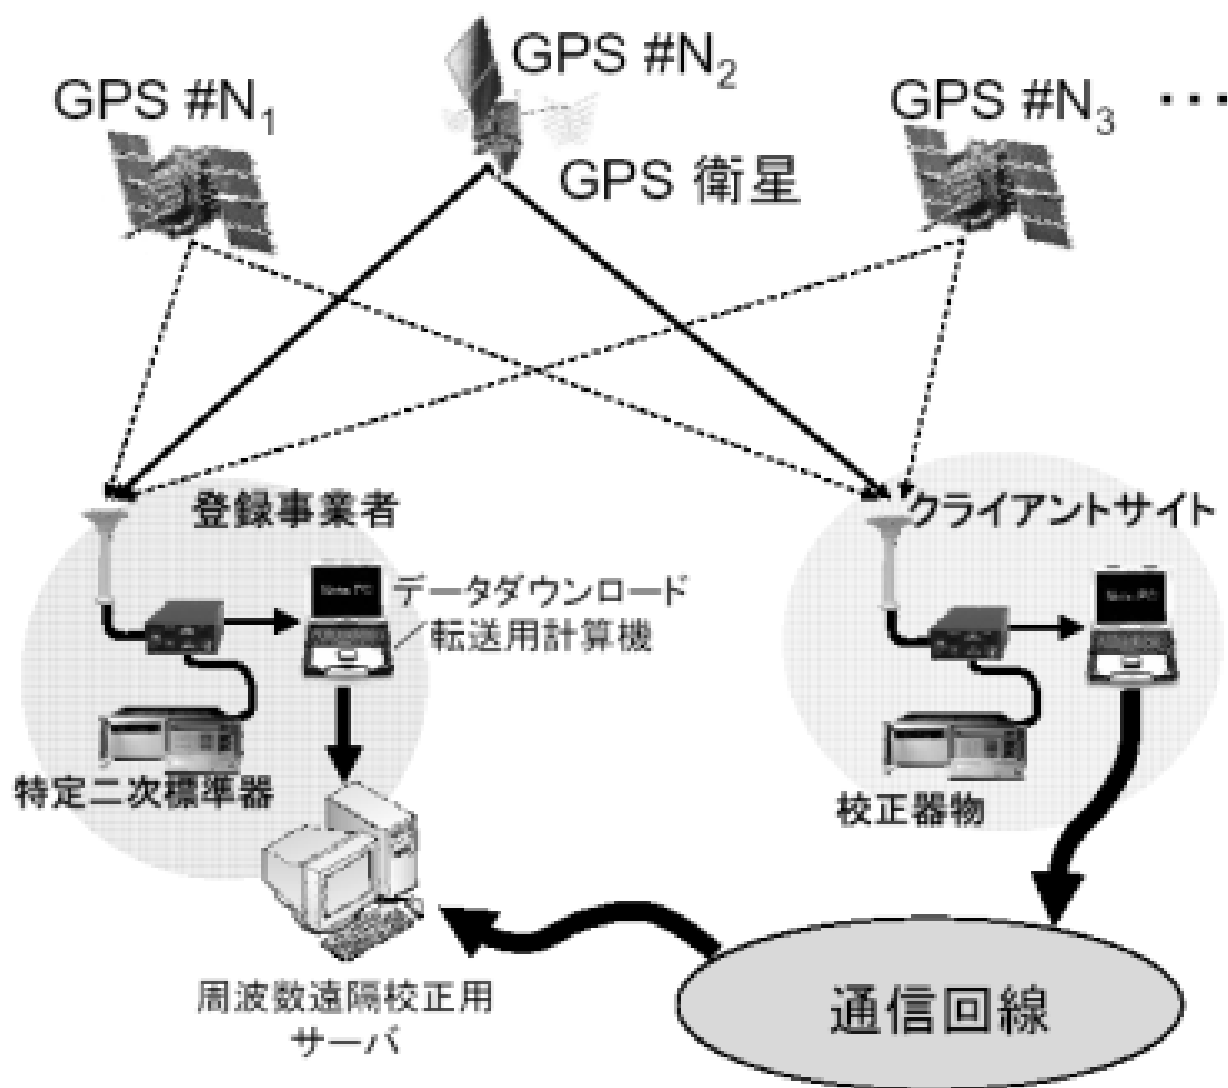 GPS #N₁
GPS #N₂
GPS #N₃ ...
GPS 衛星
登録事業者
データダウンロード
転送用計算機
特定二次標準器
クライアントサイト
校正器物
周波数遠隔校正用
サーバ
通信回線